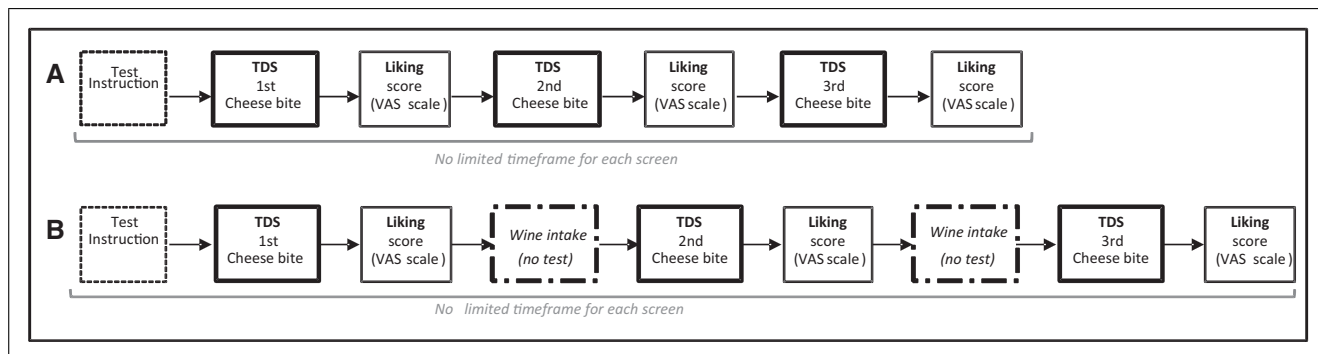 A
Test
Instruction
TDS
1st
Cheese bite
Liking
score
(VAS scale)
TDS
2nd
Cheese bite
Liking
score
(VAS scale)
TDS
3rd
Cheese bite
Liking
score
(VAS scale)
No limited timeframe for each screen
B
Test
Instruction
TDS
1st
Cheese bite
Liking
score
(VAS scale)
Wine intake
(no test)
TDS
2nd
Cheese bite
Liking
score
(VAS scale)
Wine intake
(no test)
TDS
3rd
Cheese bite
Liking
score
(VAS scale)
No limited timeframe for each screen